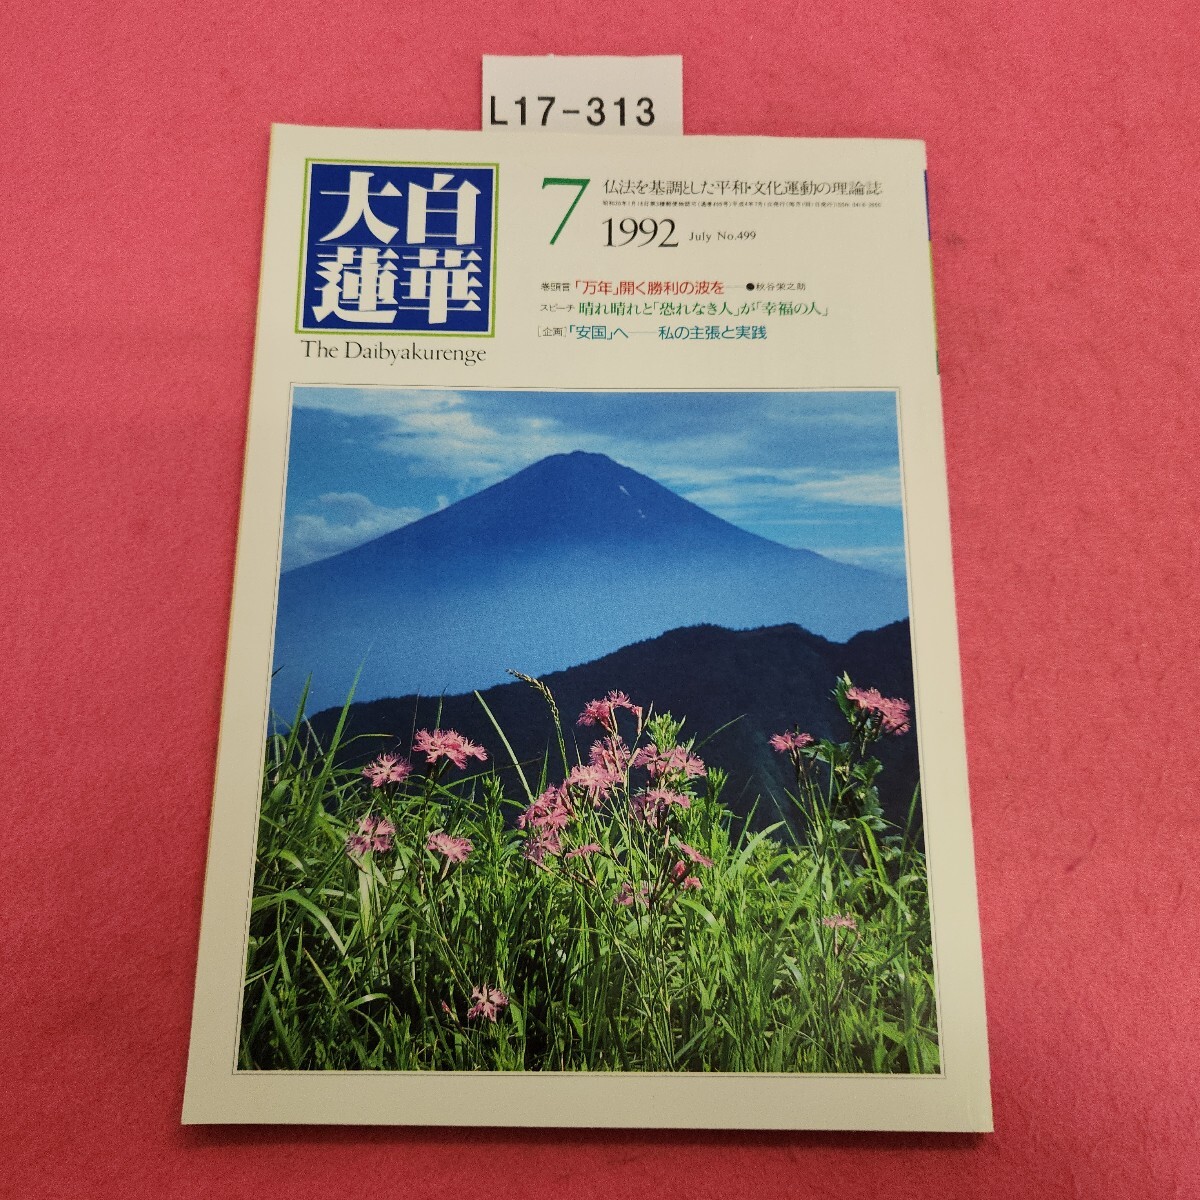 L17-313
大白
蓮華
The Daibyakurenge
7
仏法を基調とした平和・文化運動の理論誌
1992 July No.499
巻頭言 「万年」開く勝利の波を──●秋谷栄之助
スピーチ 晴れ晴れと「恐れなき人」が「幸福の人」
[企画]「安国」へ──私の主張と実践